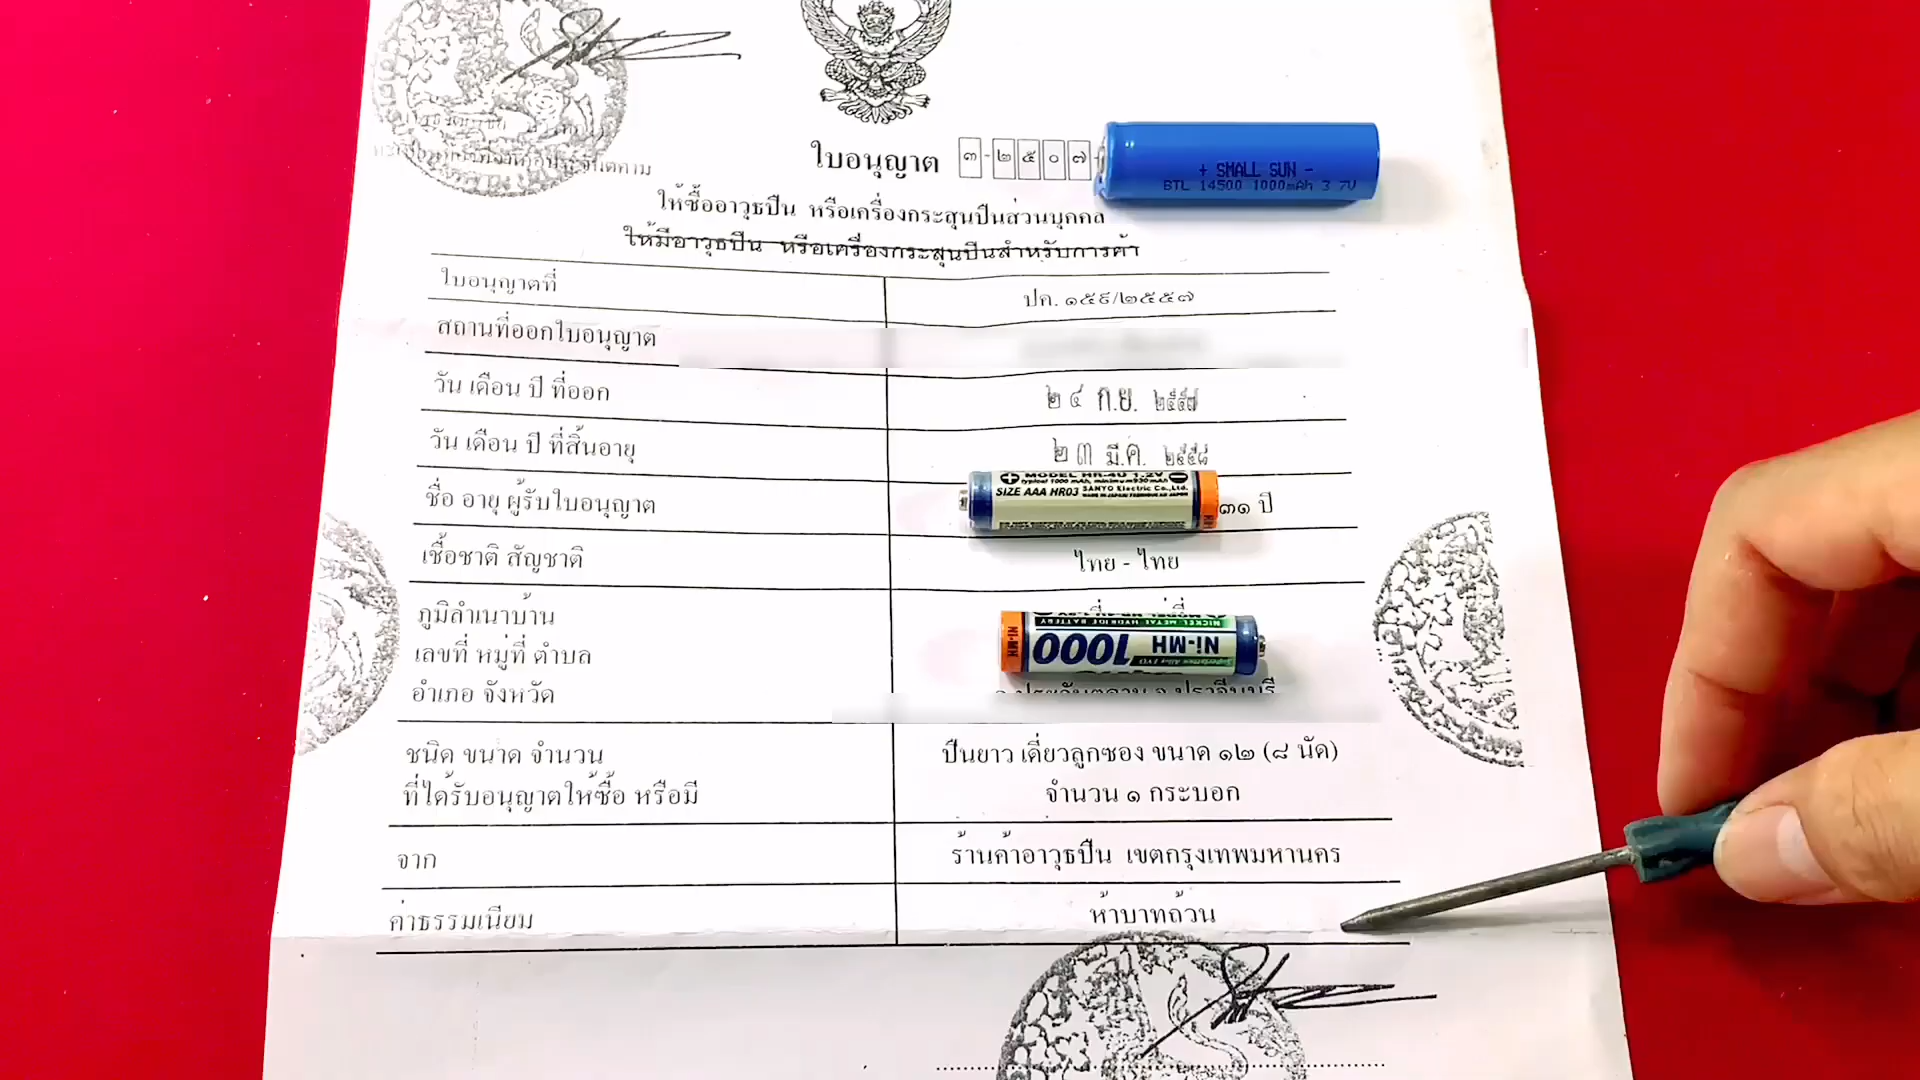 ใบอนุญาต ๓-๒๕๐๗
+ SMALL SUN -
BTL 14500 1000mAh 3.7V
ให้ซื้ออาวุธปืน หรือเครื่องกระสุนปืนส่วนบุคคล
ให้มีอาวุธปืน หรือเครื่องกระสุนปืนสำหรับการค้า
ใบอนุญาตที่ ปค. ๑๕๙/๒๕๕๗
สถานที่ออกใบอนุญาต
วัน เดือน ปี ที่ออก ๒๔ ก.ย. ๒๕๕๗
วัน เดือน ปี ที่สิ้นอายุ ๒๓ มี.ค. ๒๕๕๘
MODEL HR-4U 1.2V
typical 1000 mAh, minimum 930 mAh
SIZE AAA HR03 SANYO Electric Co.,Ltd.
ชื่อ อายุ ผู้รับใบอนุญาต ๓๑ ปี
เชื้อชาติ สัญชาติ ไทย - ไทย
ภูมิลำเนาบ้าน
เลขที่ หมู่ที่ ตำบล
อำเภอ จังหวัด
NICKEL METAL HYDRIDE BATTERY
Ni-MH 1000
Ni-MH
ชนิด ขนาด จำนวน ปืนยาว เดี่ยวลูกซอง ขนาด ๑๒ (๘ นัด)
ที่ได้รับอนุญาตให้ซื้อ หรือมี จำนวน ๑ กระบอก
จาก ร้านค้าอาวุธปืน เขตกรุงเทพมหานคร
ค่าธรรมเนียม ห้าบาทถ้วน